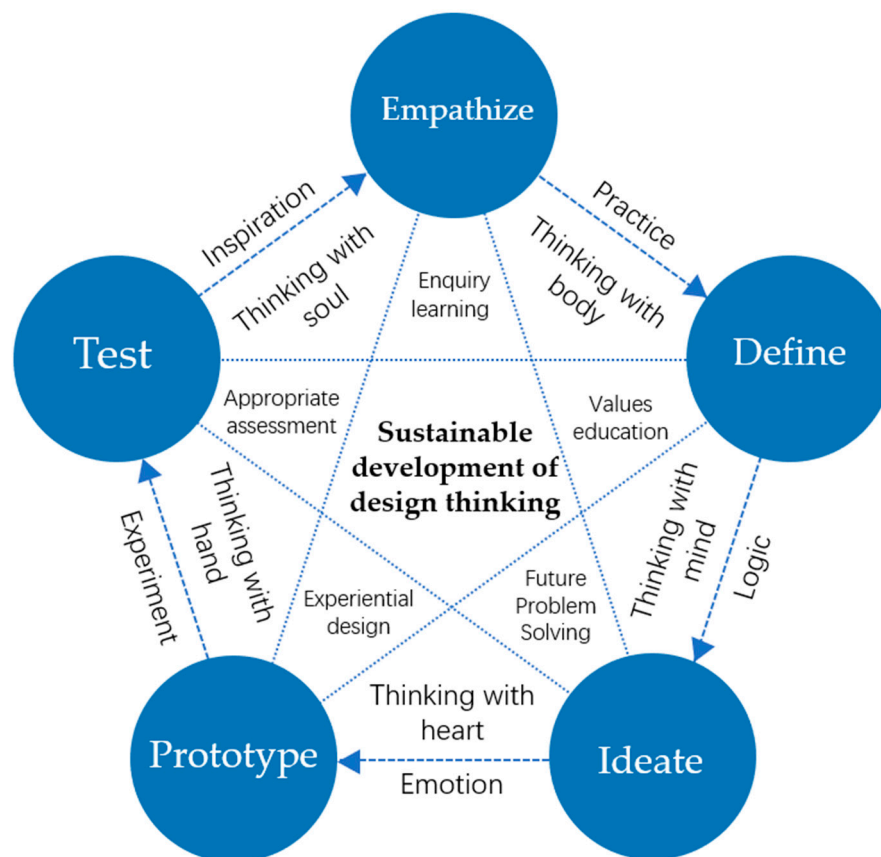 Empathize
Inspiration
Practice
Thinking with
soul
Enquiry
learning
Thinking with
body
Test
Define
Appropriate
assessment
Values
education
Sustainable
development of
design thinking
Experiment
Thinking with
hand
Experiential
design
Future
Problem
Solving
Thinking with
mind
Logic
Prototype
Thinking with
heart
Emotion
Ideate